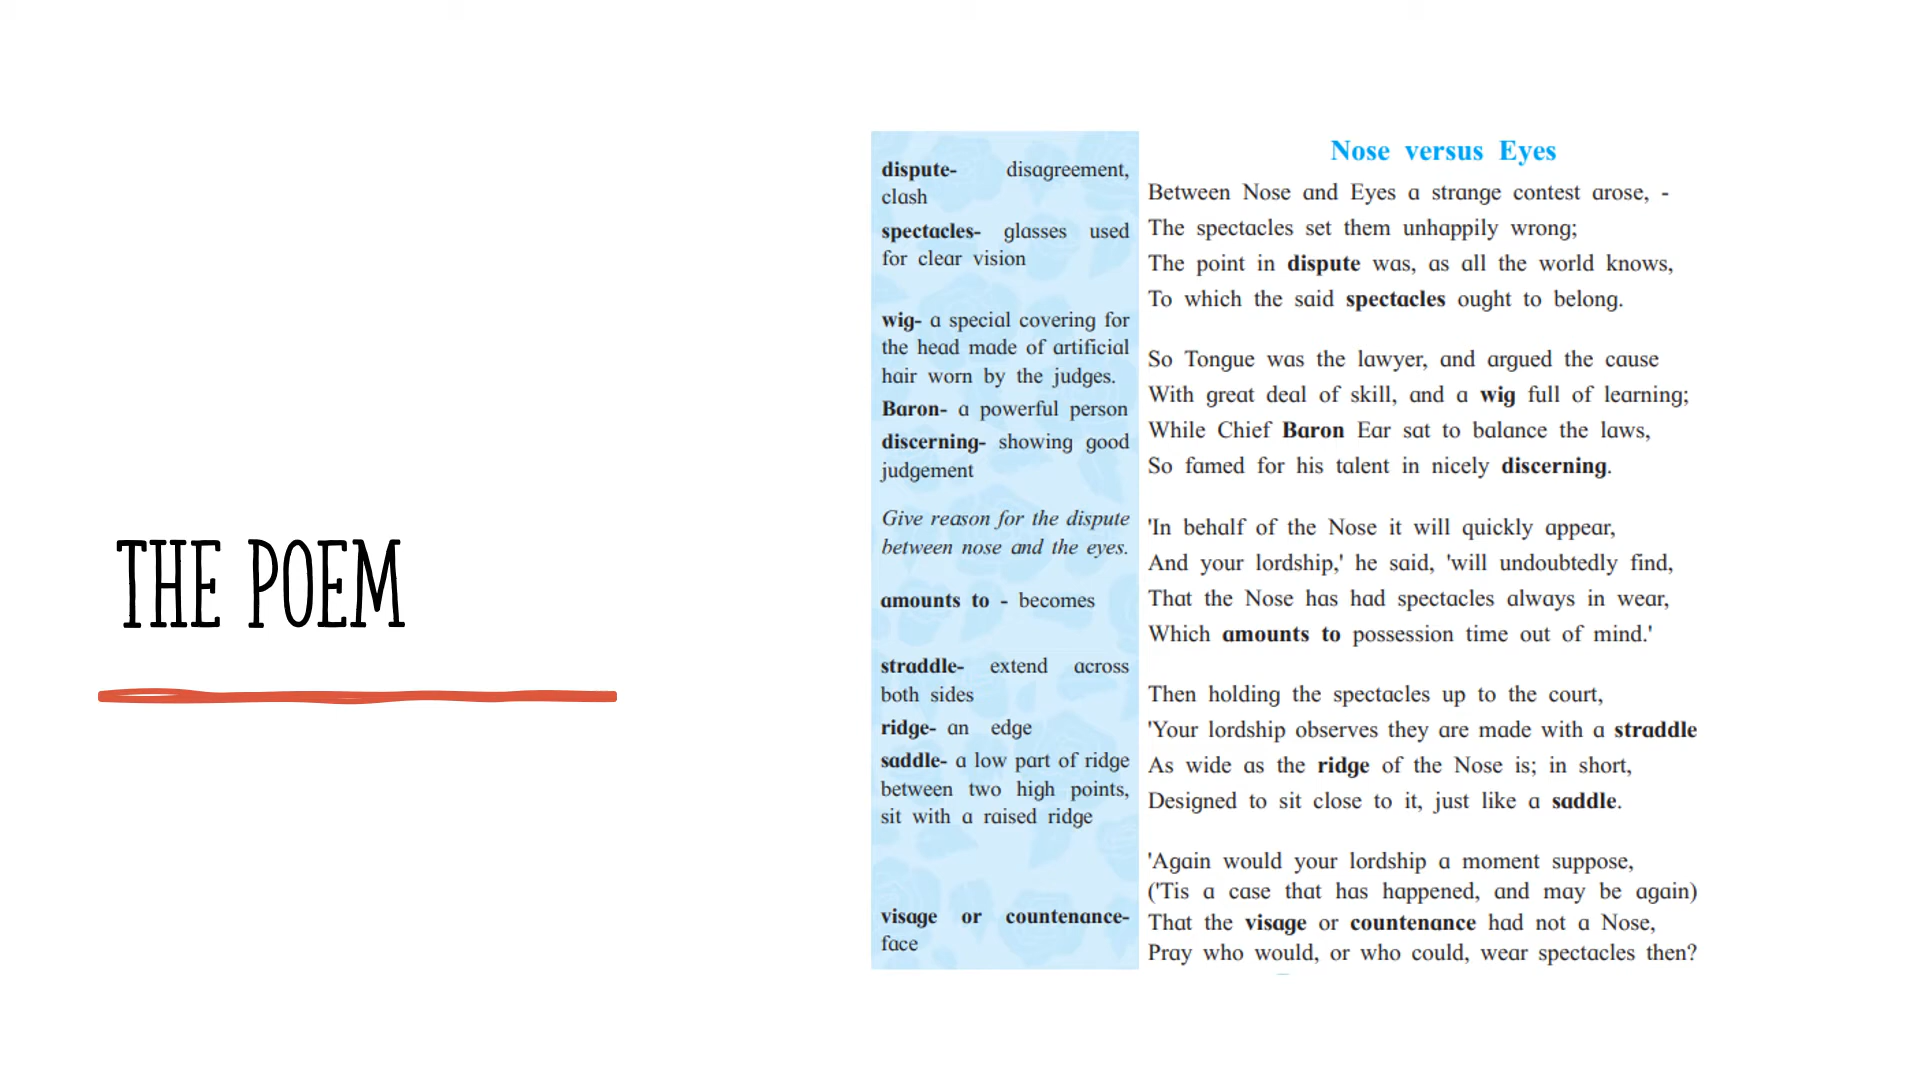 THE POEM
dispute- disagreement,
clash
spectacles- glasses used
for clear vision
wig- a special covering for
the head made of artificial
hair worn by the judges.
Baron- a powerful person
discerning- showing good
judgement
Give reason for the dispute
between nose and the eyes.
amounts to - becomes
straddle- extend across
both sides
ridge- an edge
saddle- a low part of ridge
between two high points,
sit with a raised ridge
visage or countenance-
face
Nose versus Eyes
Between Nose and Eyes a strange contest arose, -
The spectacles set them unhappily wrong;
The point in dispute was, as all the world knows,
To which the said spectacles ought to belong.
So Tongue was the lawyer, and argued the cause
With great deal of skill, and a wig full of learning;
While Chief Baron Ear sat to balance the laws,
So famed for his talent in nicely discerning.
'In behalf of the Nose it will quickly appear,
And your lordship,' he said, 'will undoubtedly find,
That the Nose has had spectacles always in wear,
Which amounts to possession time out of mind.'
Then holding the spectacles up to the court,
'Your lordship observes they are made with a straddle
As wide as the ridge of the Nose is; in short,
Designed to sit close to it, just like a saddle.
'Again would your lordship a moment suppose,
('Tis a case that has happened, and may be again)
That the visage or countenance had not a Nose,
Pray who would, or who could, wear spectacles then?